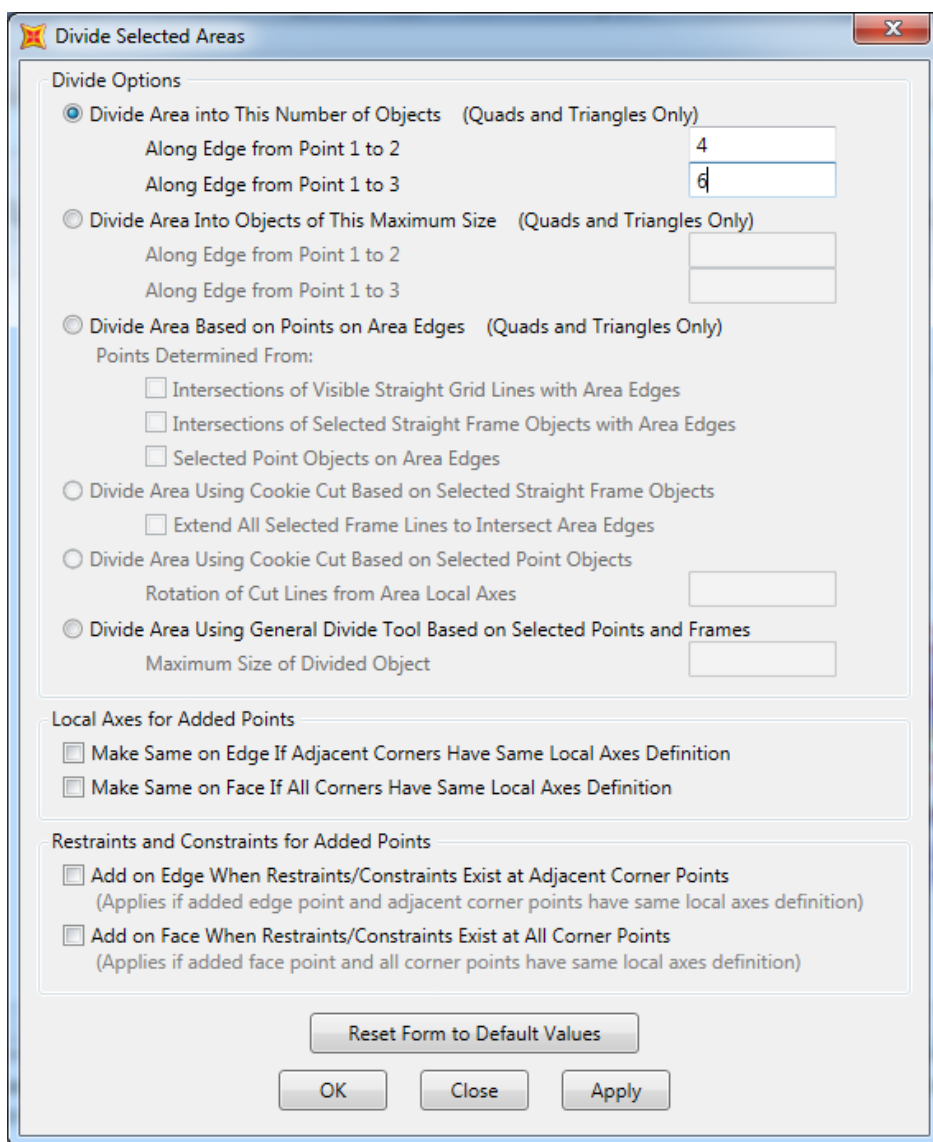 Divide Selected Areas
Divide Options
Divide Area into This Number of Objects (Quads and Triangles Only)
Along Edge from Point 1 to 2 4
Along Edge from Point 1 to 3 6
Divide Area Into Objects of This Maximum Size (Quads and Triangles Only)
Along Edge from Point 1 to 2
Along Edge from Point 1 to 3
Divide Area Based on Points on Area Edges (Quads and Triangles Only)
Points Determined From:
Intersections of Visible Straight Grid Lines with Area Edges
Intersections of Selected Straight Frame Objects with Area Edges
Selected Point Objects on Area Edges
Divide Area Using Cookie Cut Based on Selected Straight Frame Objects
Extend All Selected Frame Lines to Intersect Area Edges
Divide Area Using Cookie Cut Based on Selected Point Objects
Rotation of Cut Lines from Area Local Axes
Divide Area Using General Divide Tool Based on Selected Points and Frames
Maximum Size of Divided Object
Local Axes for Added Points
Make Same on Edge If Adjacent Corners Have Same Local Axes Definition
Make Same on Face If All Corners Have Same Local Axes Definition
Restraints and Constraints for Added Points
Add on Edge When Restraints/Constraints Exist at Adjacent Corner Points
(Applies if added edge point and adjacent corner points have same local axes definition)
Add on Face When Restraints/Constraints Exist at All Corner Points
(Applies if added face point and all corner points have same local axes definition)
Reset Form to Default Values
OK Close Apply